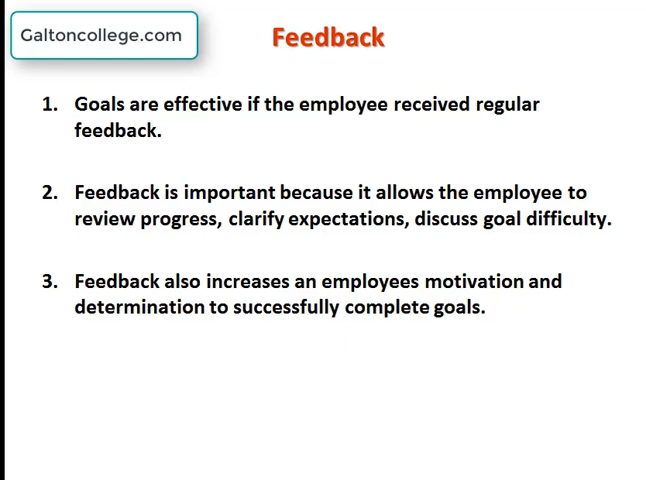 Galtoncollege.com
Feedback
1. Goals are effective if the employee received regular
feedback.
2. Feedback is important because it allows the employee to
review progress, clarify expectations, discuss goal difficulty.
3. Feedback also increases an employees motivation and
determination to successfully complete goals.